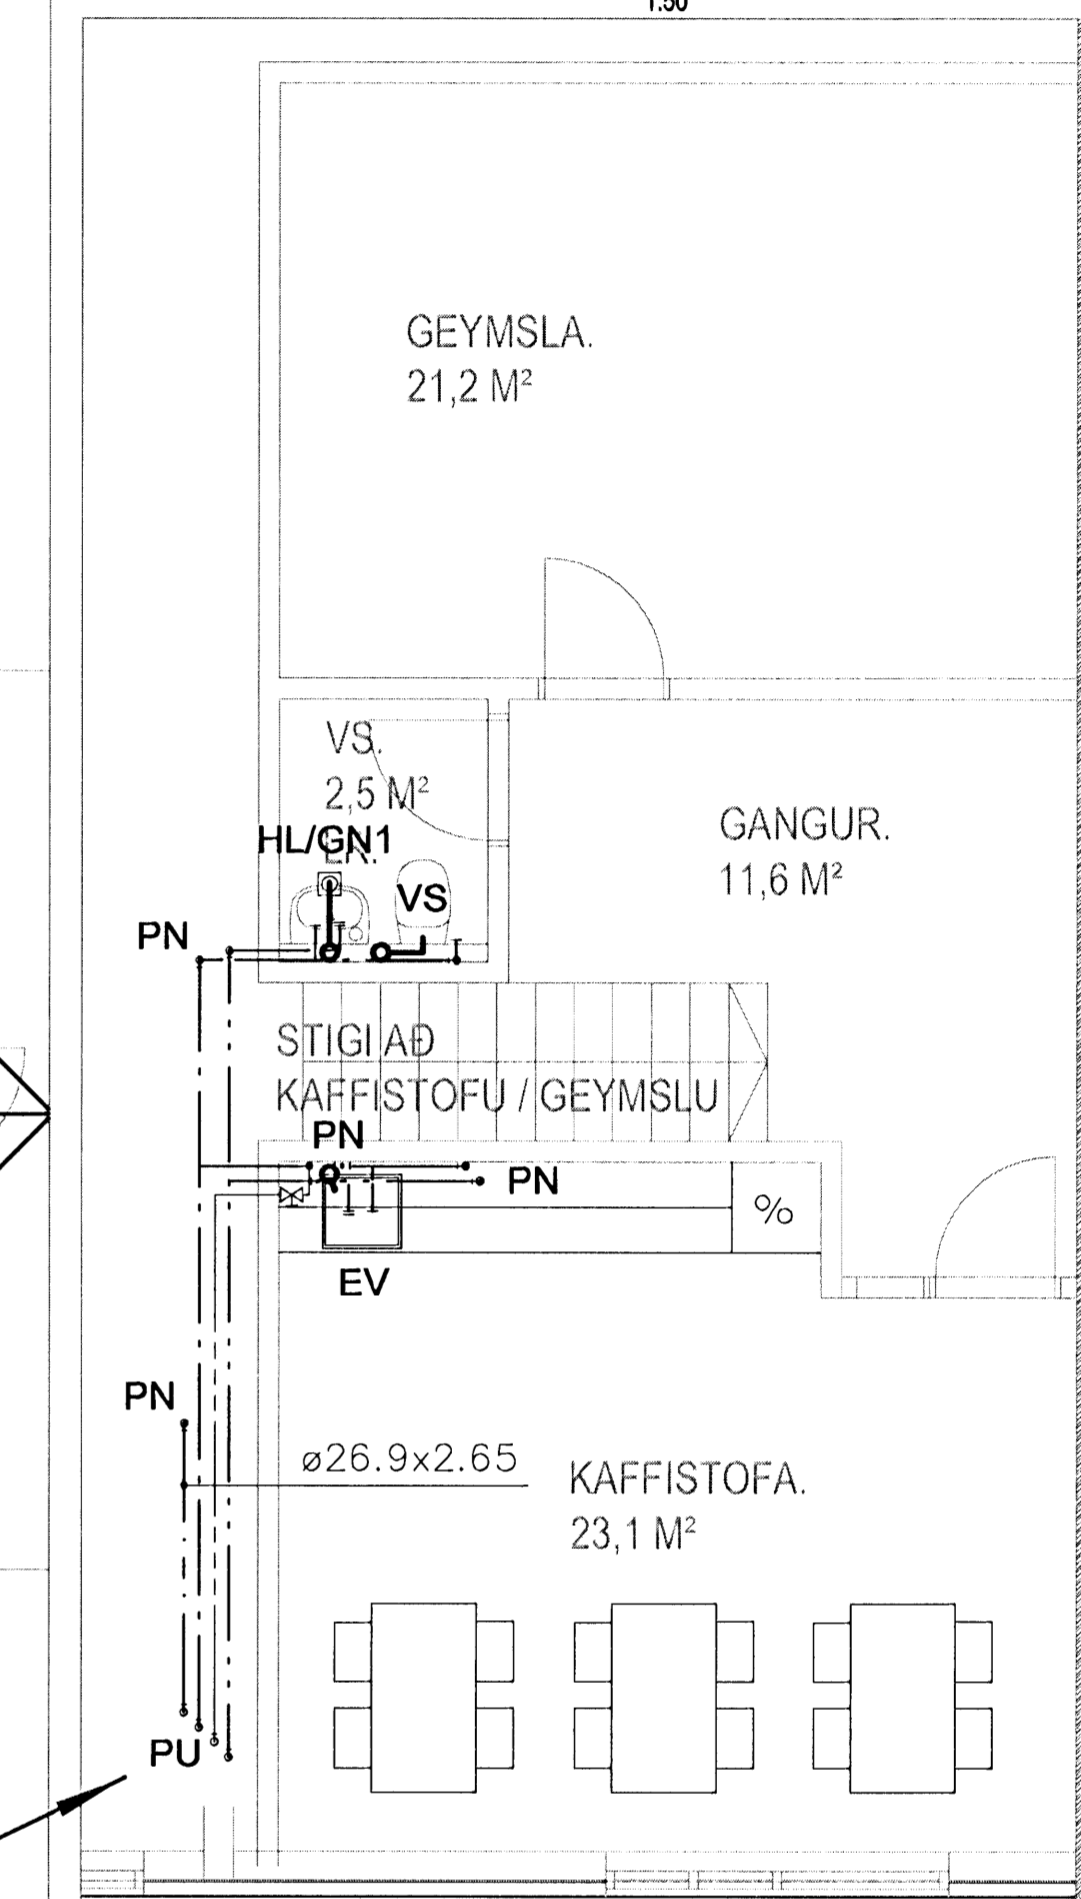 1.50
GEYMSLA.
21,2 M²
VS.
2,5 M²
HL/GN1
VS
GANGUR.
11,6 M²
PN
STIGI AÐ
KAFFISTOFU / GEYMSLU
PN
PN
%
EV
PN
ø26.9x2.65
KAFFISTOFA.
23,1 M²
PU